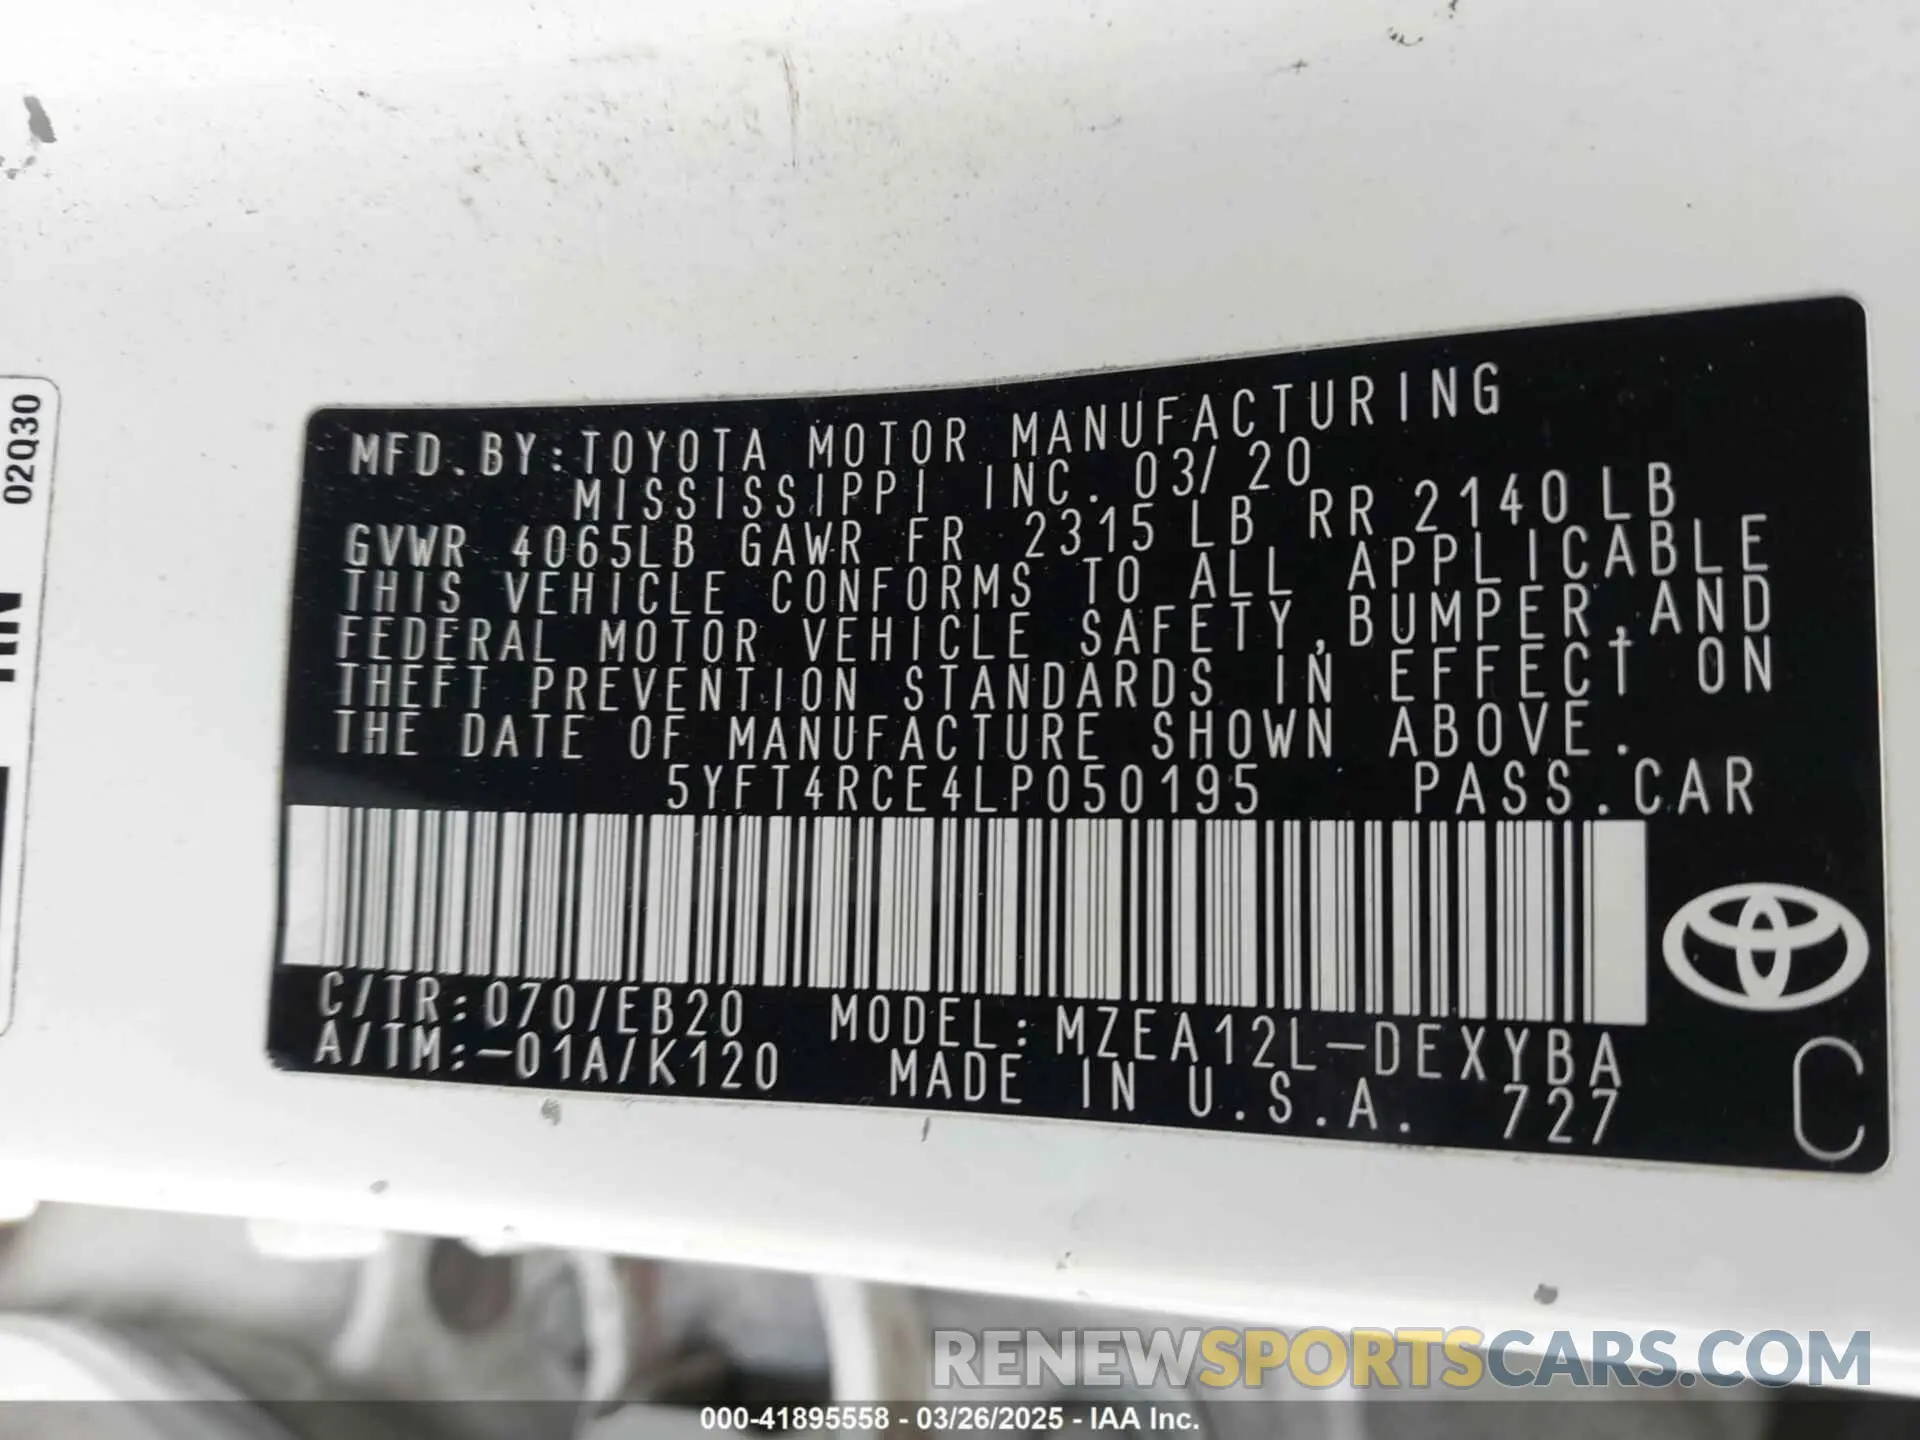 02Q30
MFD.BY:TOYOTA MOTOR MANUFACTURING
MISSISSIPPI INC. 03/20
GVWR 4065LB GAWR FR 2315LB RR 2140LB
THIS VEHICLE CONFORMS TO ALL APPLICABLE
FEDERAL MOTOR VEHICLE SAFETY,BUMPER,AND
THEFT PREVENTION STANDARDS IN EFFECT ON
THE DATE OF MANUFACTURE SHOWN ABOVE.
5YFT4RCE4LP050195 PASS.CAR
C/TR:070/EB20 MODEL:MZEA12L-DEXYBA
A/TM:-01A/K120 MADE IN U.S.A. 727
C
RENEWSPORTSCARS.COM
000-41895558 - 03/26/2025 - IAA Inc.